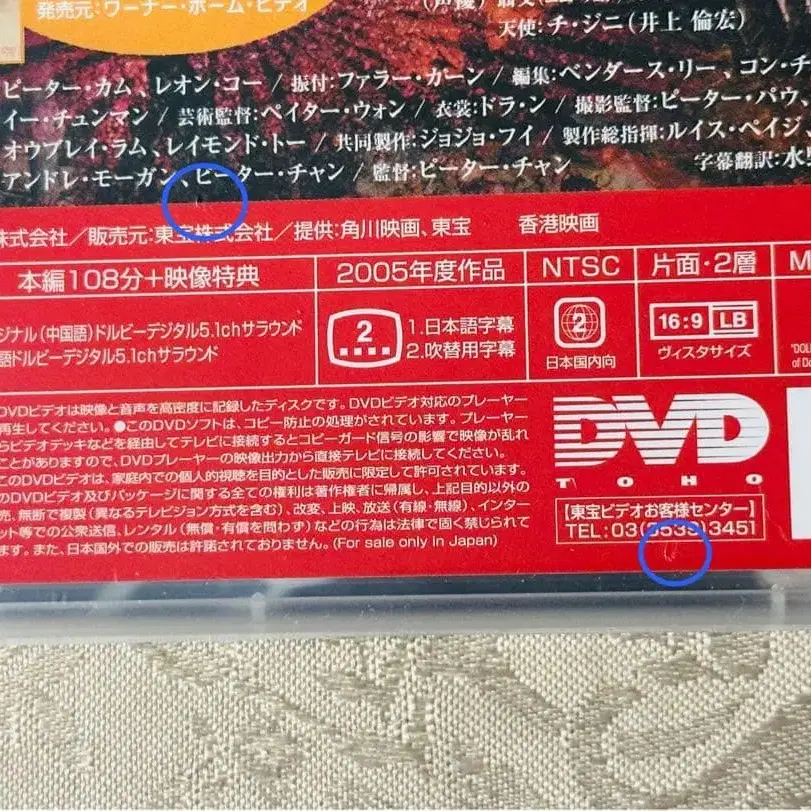 発売元:ワーナー・ホーム・ビデオ
天使:チ・ジニ(井上 倫宏)
ピーター・カム、レオン・コー / 振付:ファラー・カーン / 編集:ベンダース・リー、コン・チ
イー・チュンマン / 芸術監督:ペイター・ウォン / 衣裳:ドラ・ン / 撮影監督:ピーター・パウ、
オウブレイ・ラム、レイモンド・トー / 共同製作:ジョジョ・フイ / 製作総指揮:ルイス・ペイジ
アンドレ・モーガン、ピーター・チャン / 監督:ピーター・チャン
字幕翻訳:水
株式会社/販売元:東宝株式会社/提供:角川映画、東宝 香港映画
本編108分+映像特典 2005年度作品 NTSC 片面・2層 M
ジナル(中国語)ドルビーデジタル5.1chサラウンド
語ドルビーデジタル5.1chサラウンド
2
1.日本語字幕
2.吹替用字幕
2
日本国内向
16:9 LB
ヴィスタサイズ
"DOL
of Do
DVDビデオは映像と音声を高密度に記録したディスクです。DVDビデオ対応のプレーヤー
再生してください。●このDVDソフトは、コピー防止の処理がされています。プレーヤー
らビデオデッキなどを経由してテレビに接続するとコピーガード信号の影響で映像が乱れ
ことがありますので、DVDプレーヤーの映像出力から直接テレビに接続してください。
このDVDビデオは、家庭内での個人的視聴を目的とした販売に限定して許可されています。
のDVDビデオ及びパッケージに関する全ての権利は著作権者に帰属し、上記目的以外の
売、無断で複製(異なるテレビジョン方式を含む)、改変、上映、放送(有線・無線)、インター
ット等での公衆送信、レンタル(無償・有償を問わず)などの行為は法律で固く禁じられて
ます。また、日本国外での販売は許諾されておりません。(For sale only in Japan)
DVD
TOHO
【東宝ビデオお客様センター】
TEL:03(3539)3451